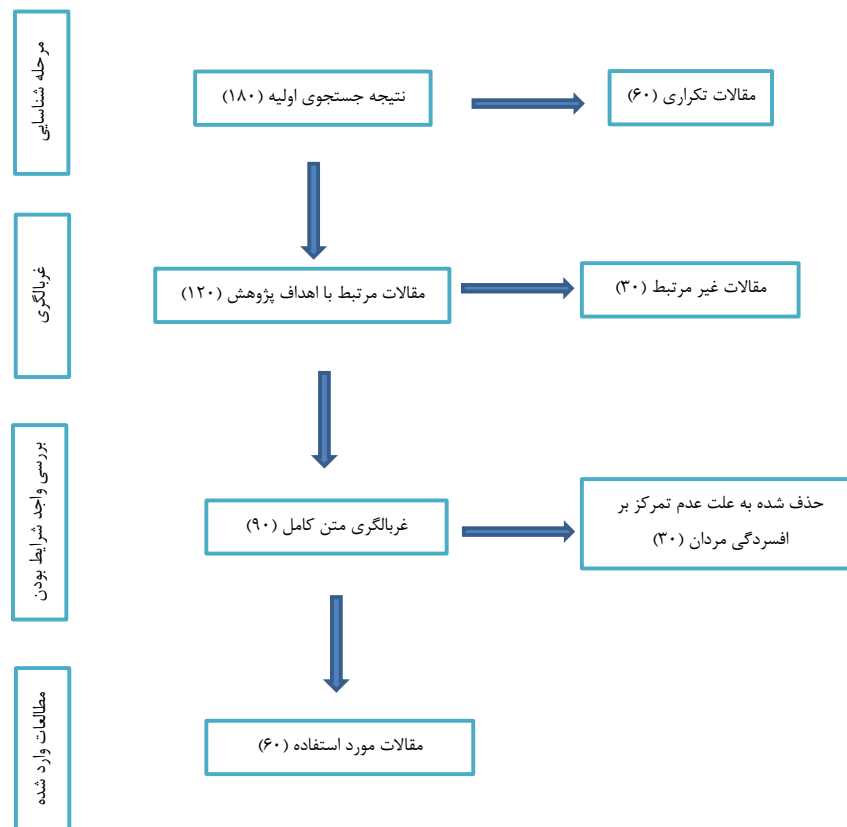 مرحله شناسایی
نتیجه جستجوی اولیه (۱۸۰)
مقالات تکراری (۶۰)
غربالگری
مقالات مرتبط با اهداف پژوهش (۱۲۰)
مقالات غیر مرتبط (۳۰)
بررسی واجد شرایط بودن
غربالگری متن کامل (۹۰)
حذف شده به علت عدم تمرکز بر
افسردگی مردان (۳۰)
مطالعات وارد شده
مقالات مورد استفاده (۶۰)